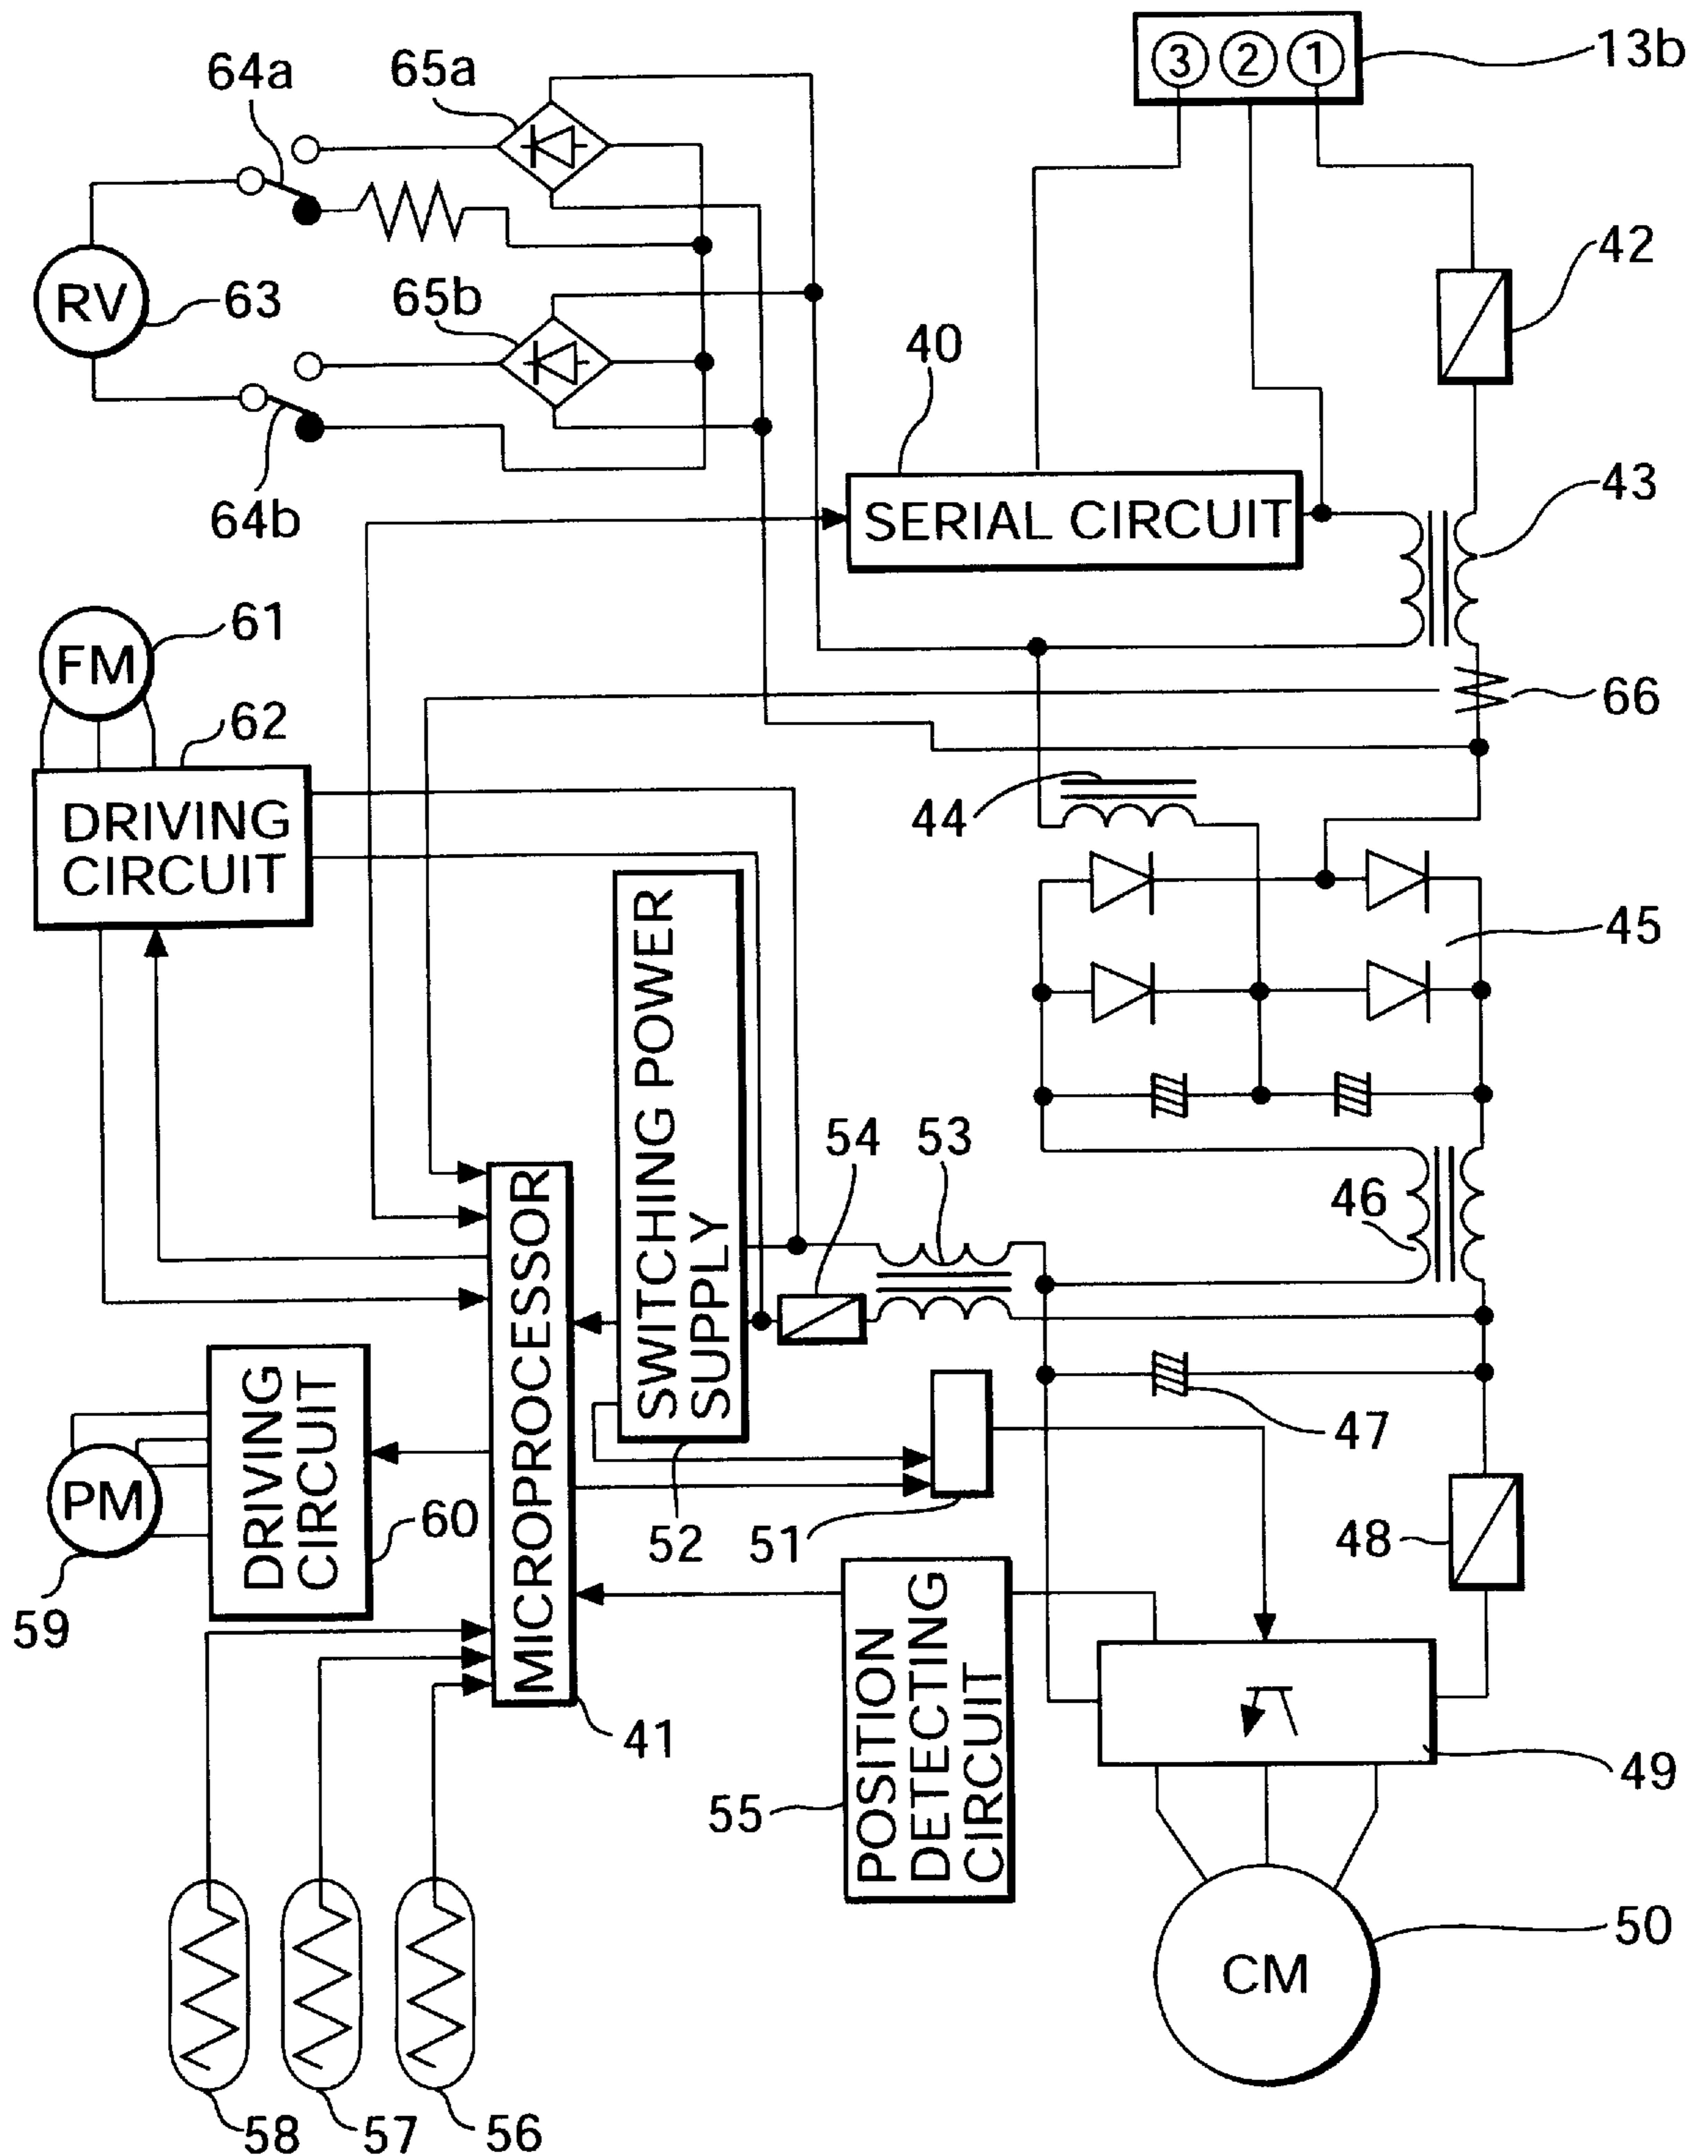 ③ ② ①
13b
64a
65a
42
RV
63
65b
40
43
SERIAL CIRCUIT
64b
61
FM
66
62
44
DRIVING
CIRCUIT
45
SWITCHING POWER
SUPPLY
54
53
46
MICROPROCESSOR
DRIVING
CIRCUIT
47
PM
60
52
51
48
59
POSITION
DETECTING
CIRCUIT
41
49
55
50
CM
58
57
56